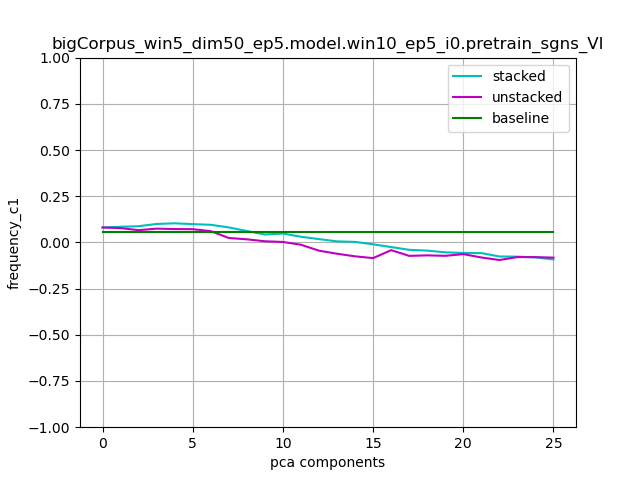 bigCorpus_win5_dim50_ep5.model.win10_ep5_i0.pretrain_sgns_VI
1.00
0.75
0.50
0.25
0.00
−0.25
−0.50
−0.75
−1.00
frequency_c1
stacked
unstacked
baseline
0 5 10 15 20 25
pca components